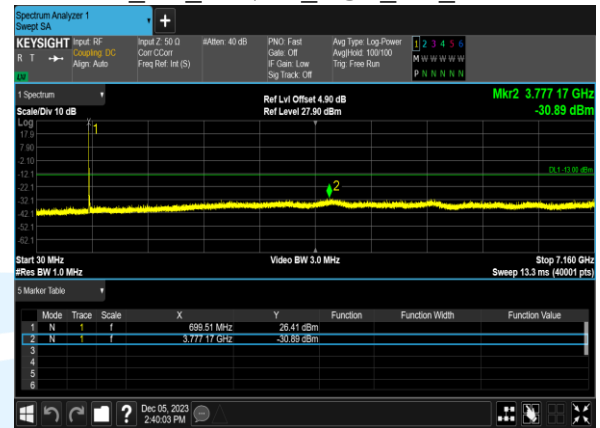 Spectrum Analyzer 1
Swept SA
+
KEYSIGHT
R T
Input: RF
Coupling: DC
Align: Auto
Input Z: 50 Ω
Corr CCorr
Freq Ref: Int (S)
#Atten: 40 dB
PNO: Fast
Gate: Off
IF Gain: Low
Sig Track: Off
Avg Type: Log-Power
Avg|Hold: 100/100
Trig: Free Run
1 2 3 4 5 6
M W W W W W
P N N N N N
1 Spectrum
Scale/Div 10 dB
Ref Lvl Offset 4.90 dB
Ref Level 27.90 dBm
Mkr2 3.777 17 GHz
-30.89 dBm
Log
17.9
7.90
-2.10
-12.1
-22.1
-32.1
-42.1
-52.1
-62.1
1
2
DL1 -13.00 dBm
Start 30 MHz
#Res BW 1.0 MHz
Video BW 3.0 MHz
Stop 7.160 GHz
Sweep 13.3 ms (40001 pts)
5 Marker Table
Mode Trace Scale X Y Function Function Width Function Value
1 N 1 f 699.51 MHz 26.41 dBm
2 N 1 f 3.777 17 GHz -30.89 dBm
3
4
5
6
?
Dec 05, 2023
2:40:03 PM